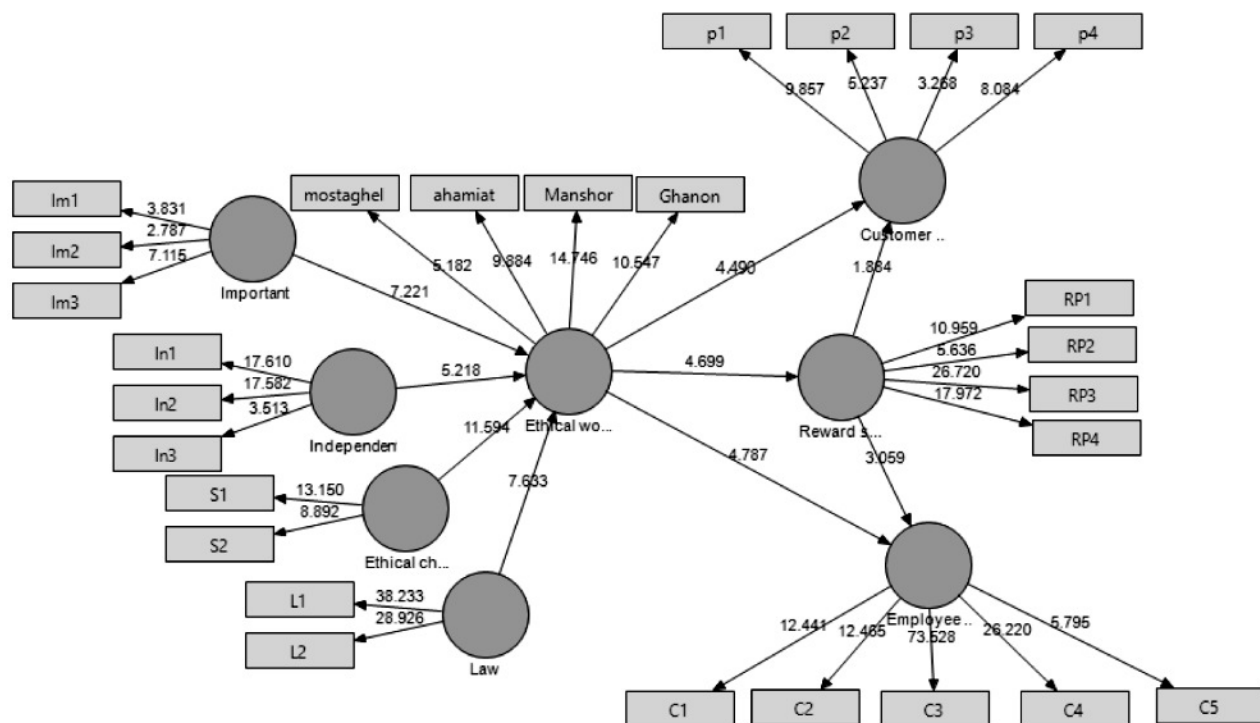 p1
p2
p3
p4
9.857
5.237
3.268
8.084
Customer ..
mostaghel
ahamiat
Manshor
Ghanon
5.182
9.884
14.746
10.547
Im1
Im2
Im3
3.831
2.787
7.115
Important
7.221
4.490
1.884
In1
In2
In3
17.610
17.582
3.513
Independent
5.218
Ethical wo...
4.699
Reward s...
RP1
RP2
RP3
RP4
10.959
5.636
26.720
17.972
11.594
4.787
3.059
S1
S2
13.150
8.892
Ethical ch...
7.633
L1
L2
38.233
28.926
Law
Employee ..
12.441
12.465
73.528
26.220
5.795
C1
C2
C3
C4
C5